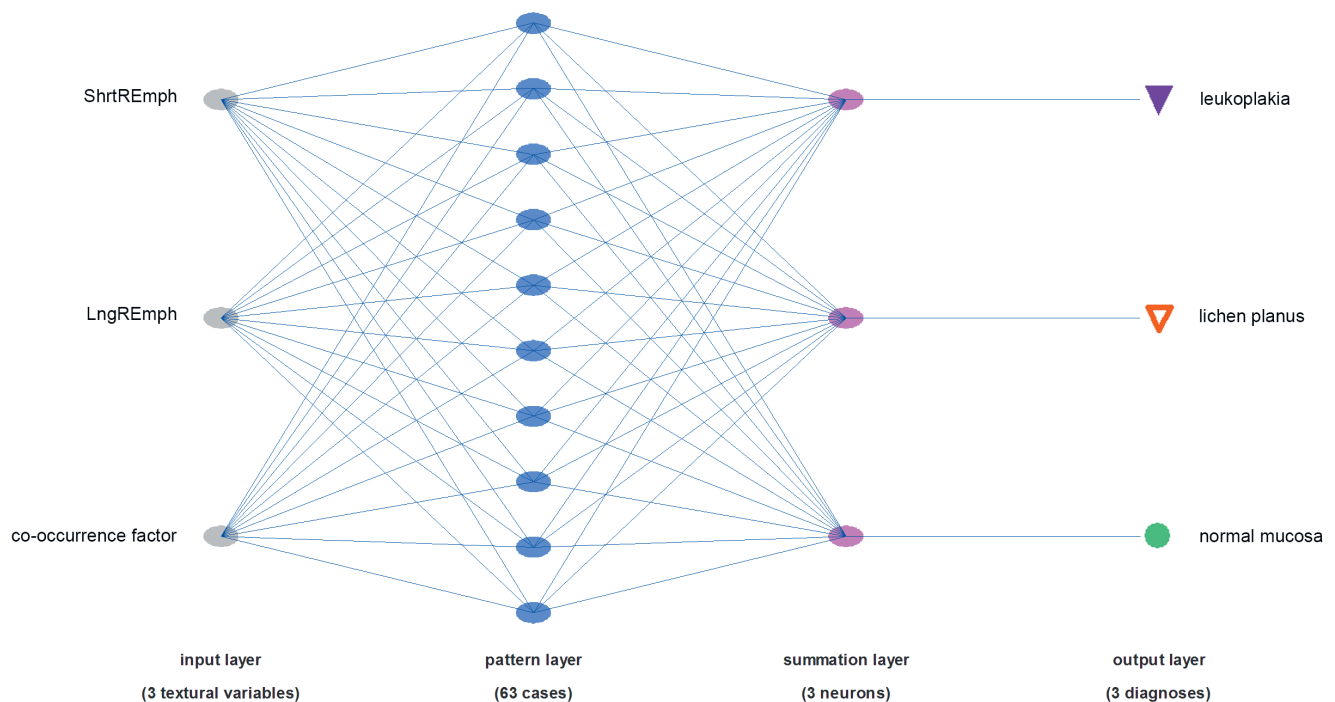 ShrtREmph
leukoplakia
LngREmph
lichen planus
co-occurrence factor
normal mucosa
input layer
pattern layer
summation layer
output layer
(3 textural variables)
(63 cases)
(3 neurons)
(3 diagnoses)